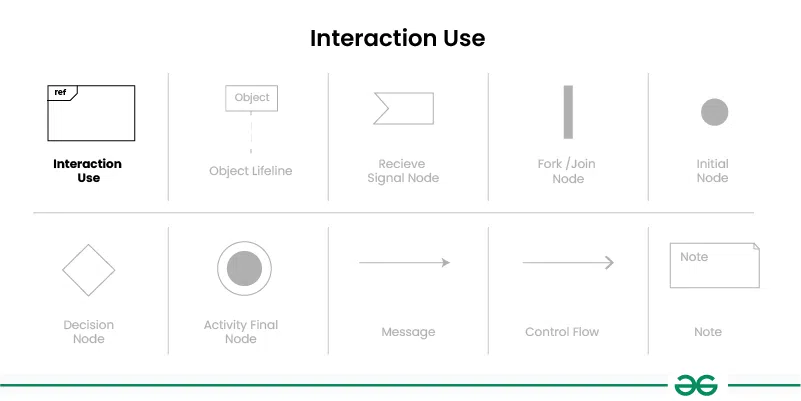 Interaction Use
ref
Object
Interaction
Use
Object Lifeline
Recieve
Signal Node
Fork /Join
Node
Initial
Node
Note
Decision
Node
Activity Final
Node
Message
Control Flow
Note